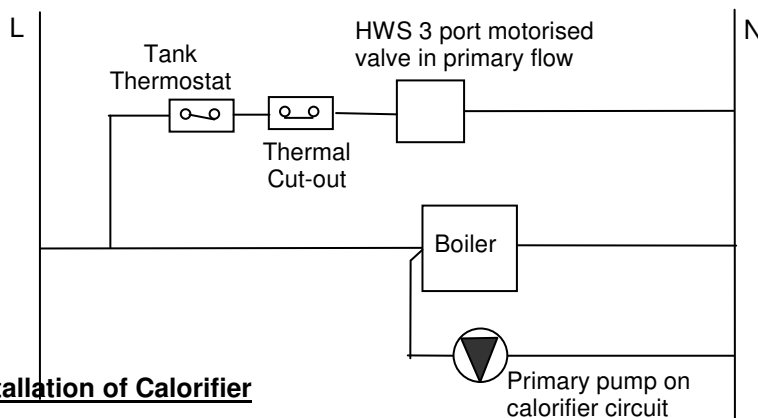 L
N
HWS 3 port motorised
valve in primary flow
Tank
Thermostat
Thermal
Cut-out
Boiler
Primary pump on
calorifier circuit
tallation of Calorifier